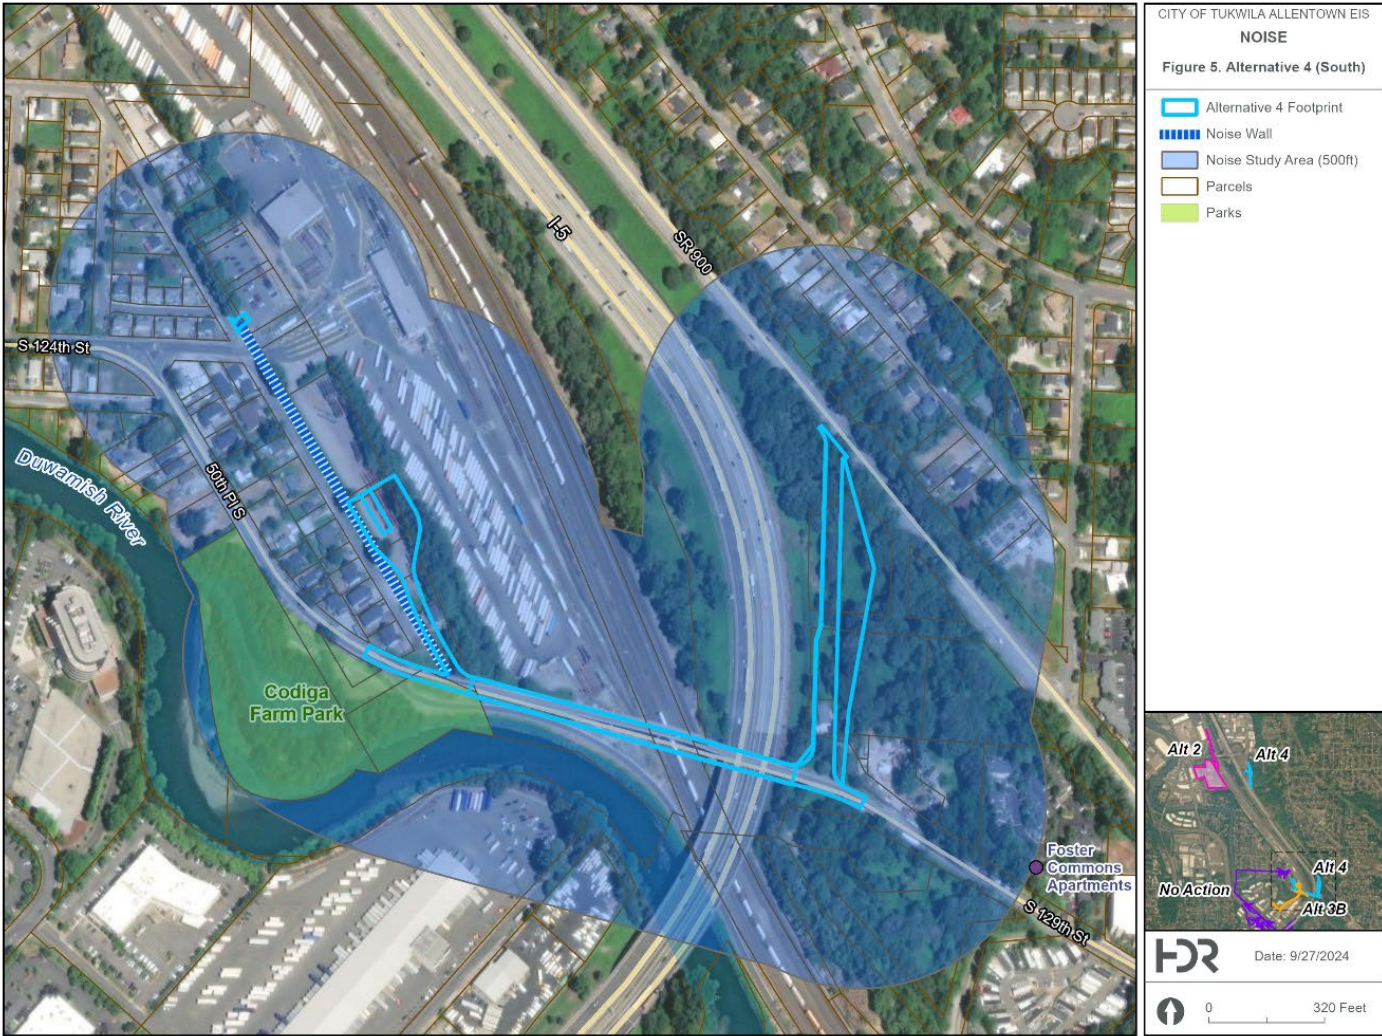 CITY OF TUKWILA ALLENTOWN EIS
NOISE
Figure 5. Alternative 4 (South)
Alternative 4 Footprint
Noise Wall
Noise Study Area (500ft)
Parcels
Parks
I-5
SR 900
S 124th St
50th Pl S
Duwamish River
Codiga
Farm Park
Foster
Commons
Apartments
S 129th St
Alt 2
Alt 4
Alt 4
No Action
Alt 3B
HDR
Date: 9/27/2024
0
320 Feet